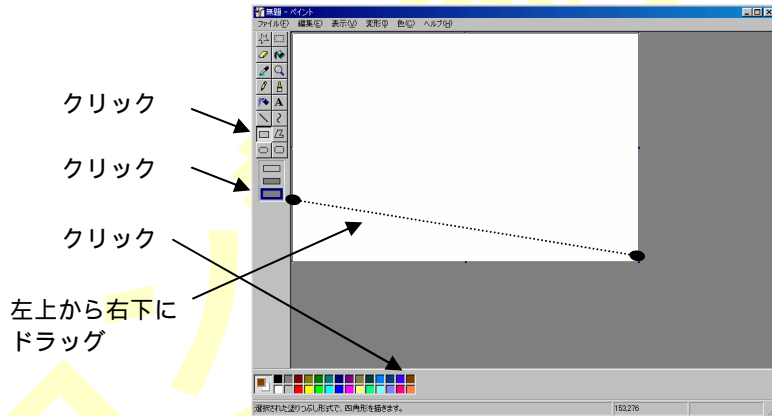 無題 - ペイント
ファイル(F) 編集(E) 表示(V) 変形(I) 色(C) ヘルプ(H)
A
クリック
クリック
クリック
左上から右下に
ドラッグ
選択された塗りつぶし形式で、四角形を描きます。
153,276